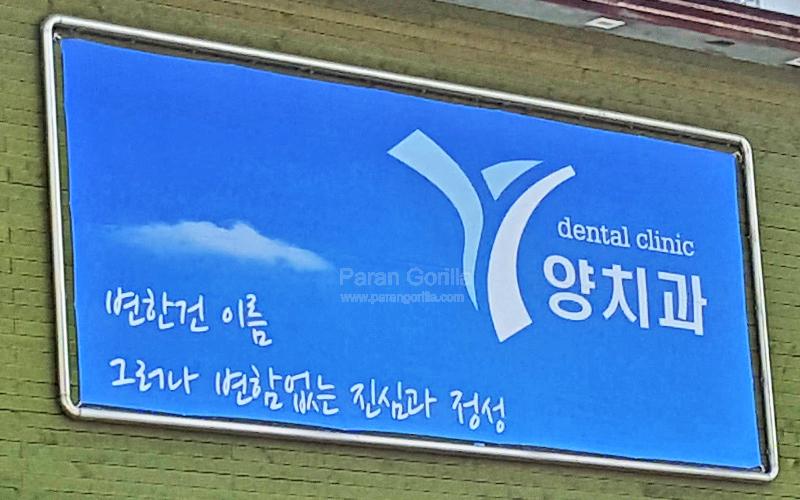 dental clinic
양치과
변한건 이름
그러나 변함없는 진심과 정성
Paran Gorilla
www.parangorilla.com